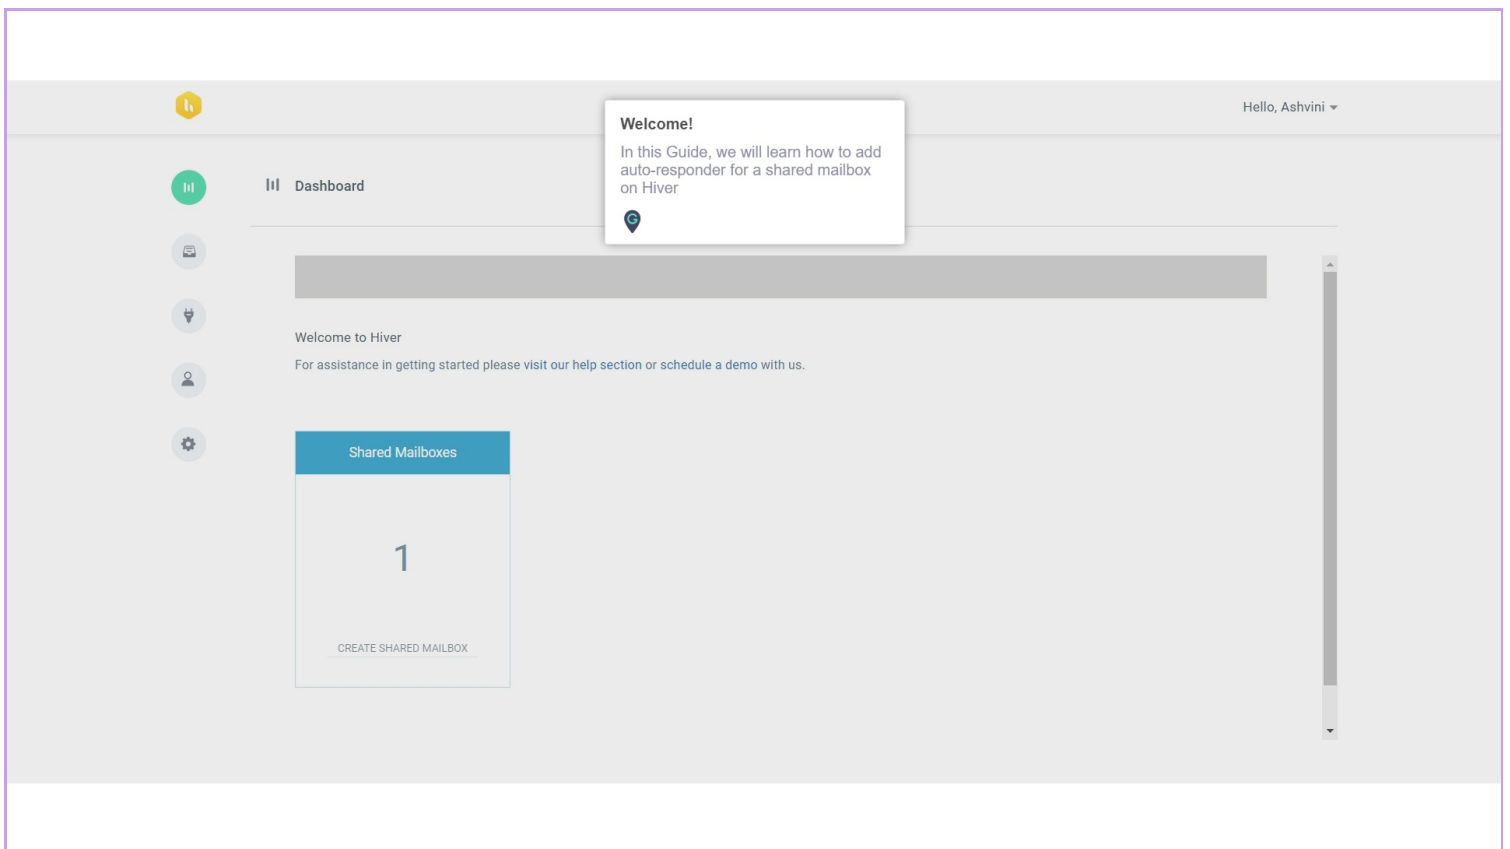 Hello, Ashvini
Welcome!
In this Guide, we will learn how to add
auto-responder for a shared mailbox
on Hiver
Dashboard
Welcome to Hiver
For assistance in getting started please visit our help section or schedule a demo with us.
Shared Mailboxes
1
CREATE SHARED MAILBOX